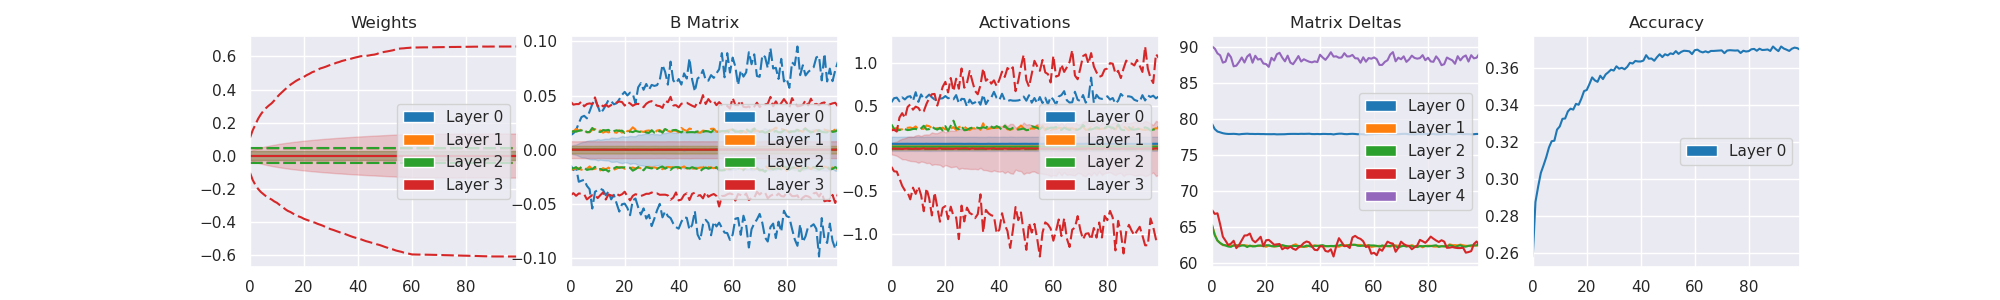 Weights
0.6
0.4
0.2
0.0
−0.2
−0.4
−0.6
0
20
40
60
80
Layer 0
Layer 1
Layer 2
Layer 3
B Matrix
0.10
0.05
0.00
−0.05
−0.10
0
20
40
60
80
Layer 0
Layer 1
Layer 2
Layer 3
Activations
1.0
0.5
0.0
−0.5
−1.0
0
20
40
60
80
Layer 0
Layer 1
Layer 2
Layer 3
Matrix Deltas
90
85
80
75
70
65
60
0
20
40
60
80
Layer 0
Layer 1
Layer 2
Layer 3
Layer 4
Accuracy
0.36
0.34
0.32
0.30
0.28
0.26
0
20
40
60
80
Layer 0